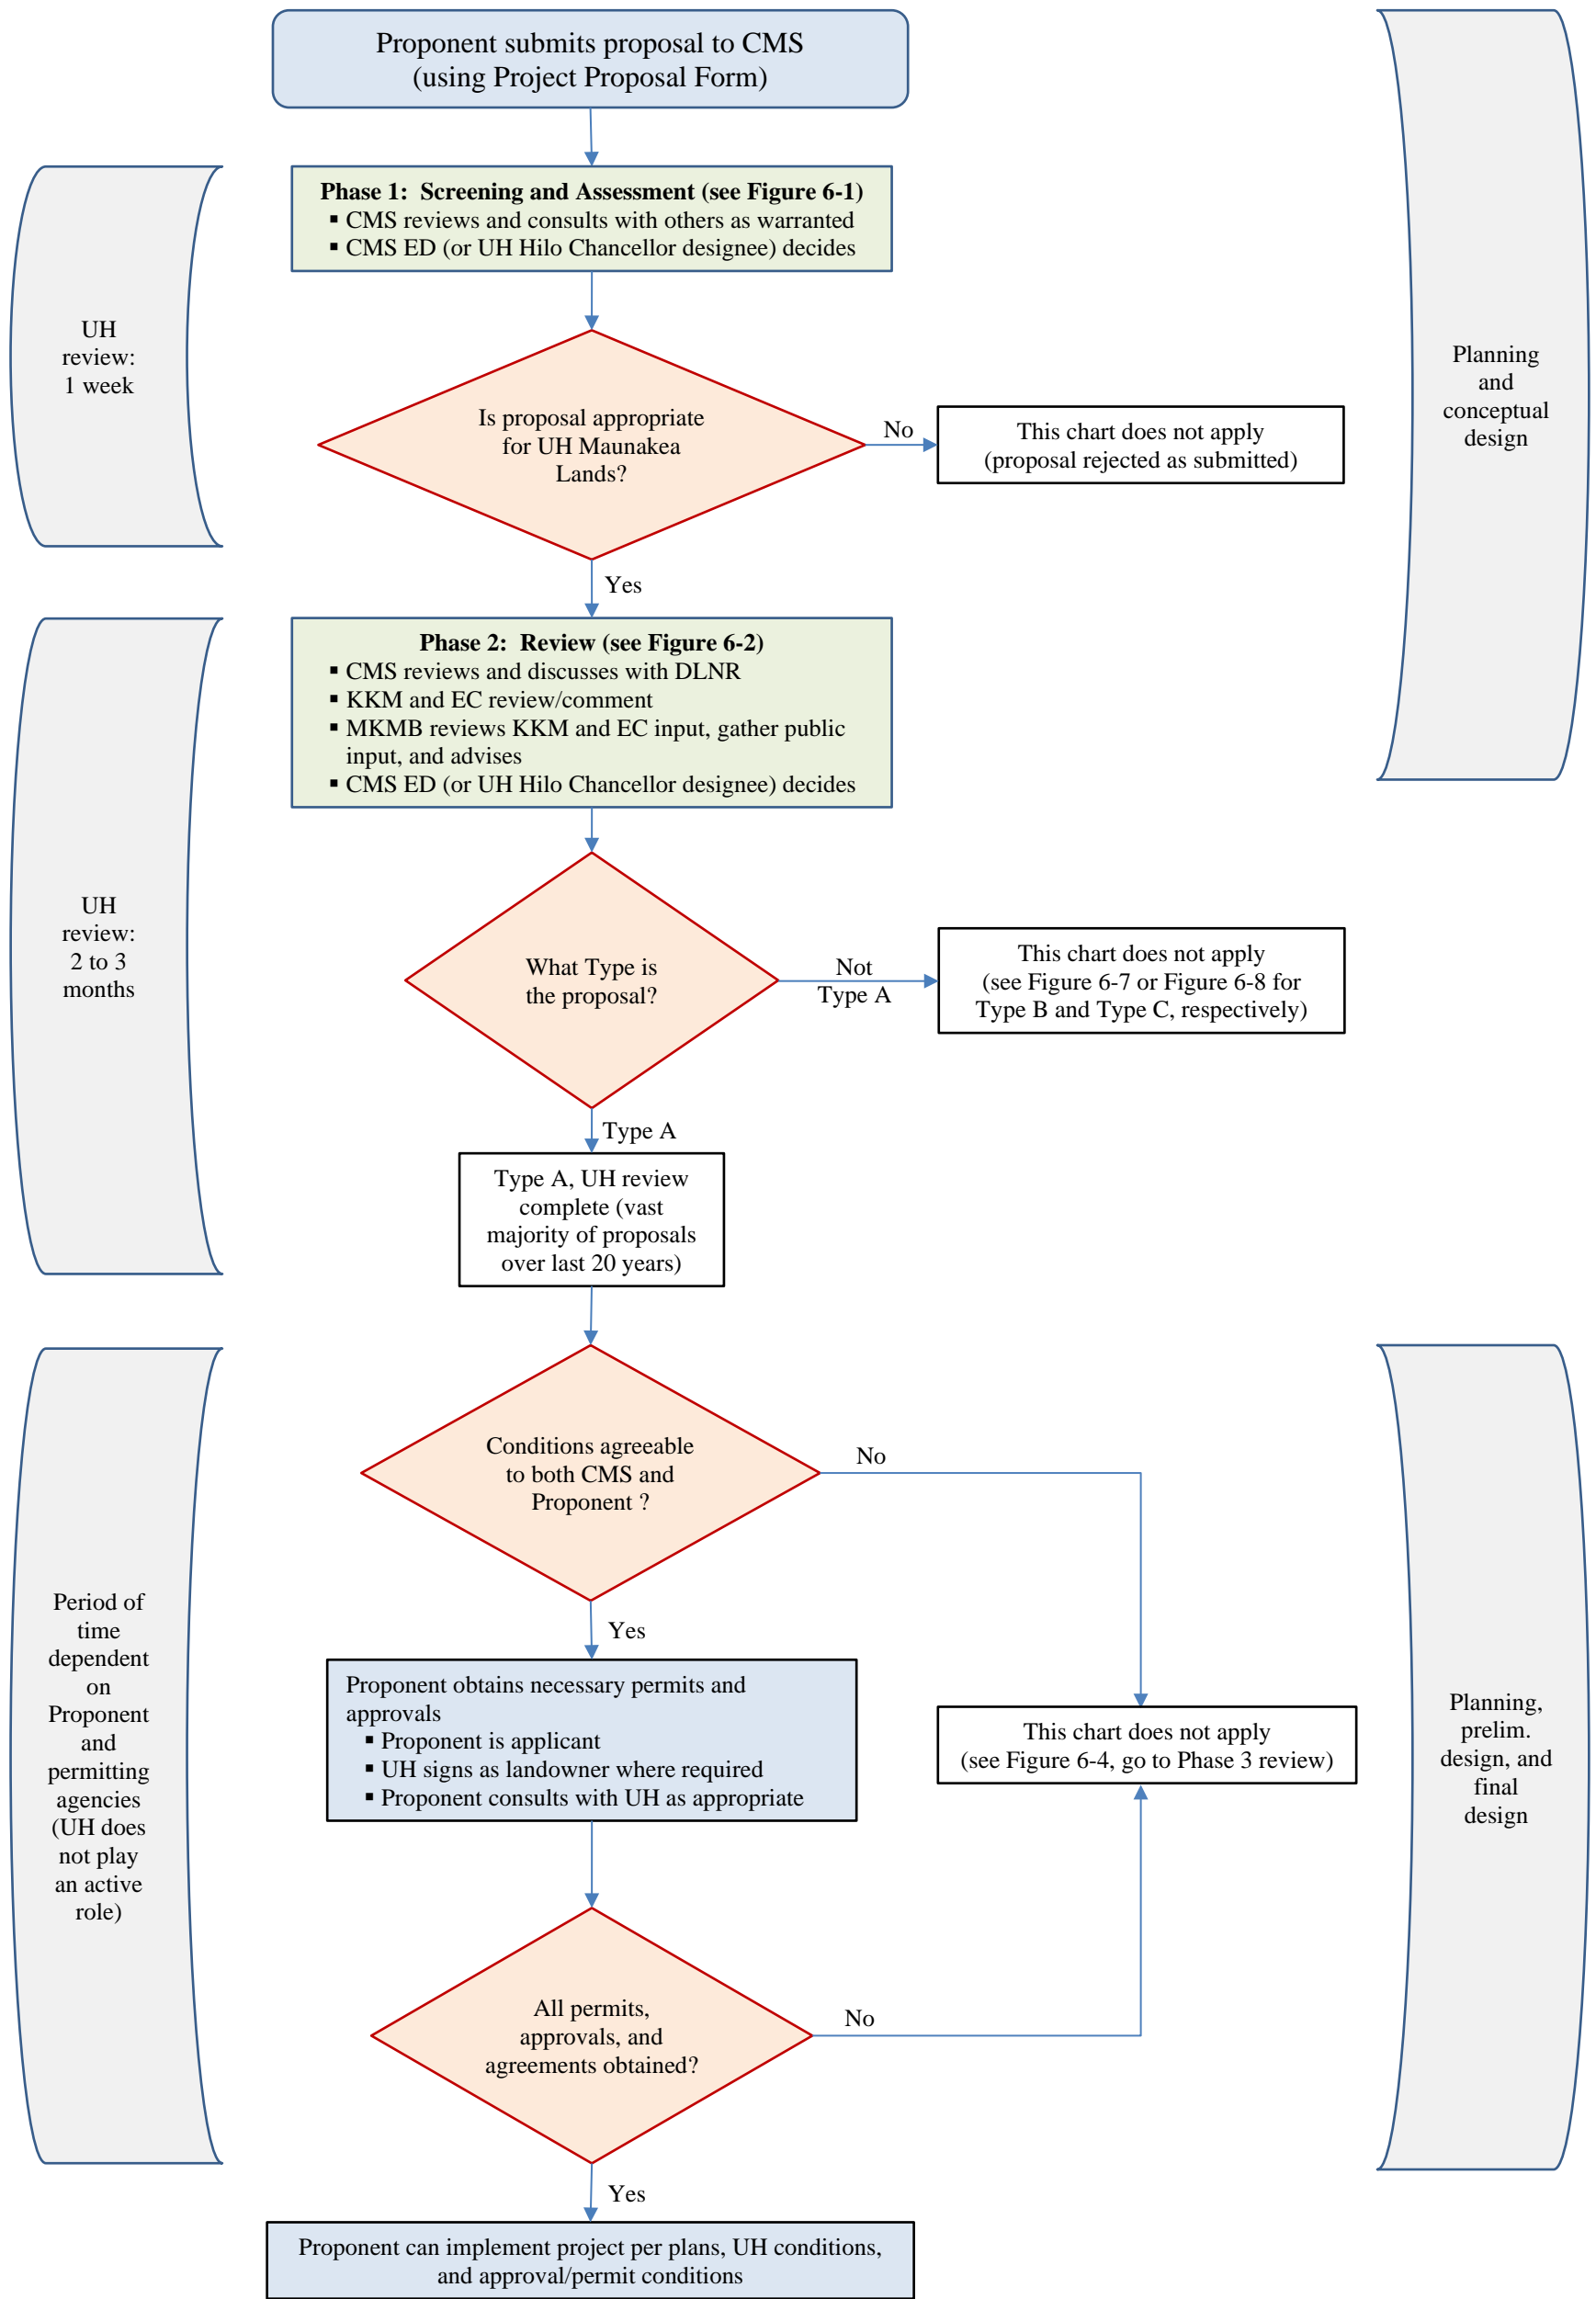 Proponent submits proposal to CMS
(using Project Proposal Form)
Phase 1:  Screening and Assessment (see Figure 6-1)
▪ CMS reviews and consults with others as warranted
▪ CMS ED (or UH Hilo Chancellor designee) decides
UH
review:
1 week
Planning
and
conceptual
design
Is proposal appropriate
for UH Maunakea
Lands?
No
This chart does not apply
(proposal rejected as submitted)
Yes
Phase 2:  Review (see Figure 6-2)
▪ CMS reviews and discusses with DLNR
▪ KKM and EC review/comment
▪ MKMB reviews KKM and EC input, gather public
input, and advises
▪ CMS ED (or UH Hilo Chancellor designee) decides
UH
review:
2 to 3
months
What Type is
the proposal?
Not
Type A
This chart does not apply
(see Figure 6-7 or Figure 6-8 for
Type B and Type C, respectively)
Type A
Type A, UH review
complete (vast
majority of proposals
over last 20 years)
Conditions agreeable
to both CMS and
Proponent ?
No
Yes
Period of
time
dependent
on
Proponent
and
permitting
agencies
(UH does
not play
an active
role)
Proponent obtains necessary permits and
approvals
▪ Proponent is applicant
▪ UH signs as landowner where required
▪ Proponent consults with UH as appropriate
This chart does not apply
(see Figure 6-4, go to Phase 3 review)
Planning,
prelim.
design, and
final
design
All permits,
approvals, and
agreements obtained?
No
Yes
Proponent can implement project per plans, UH conditions,
and approval/permit conditions